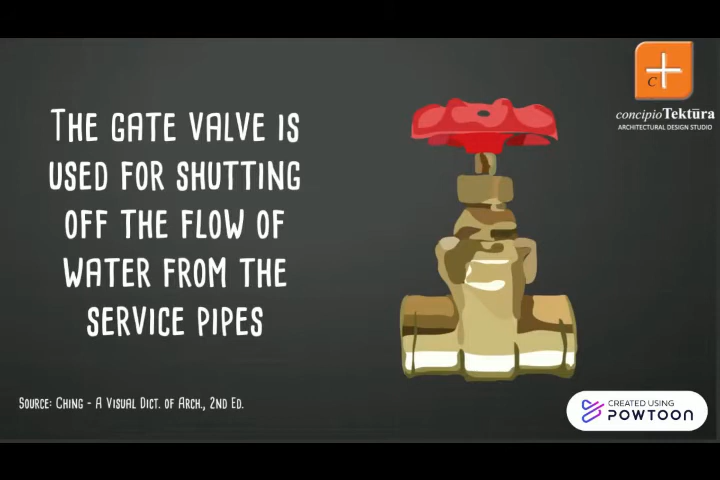 THE GATE VALVE IS
USED FOR SHUTTING
OFF THE FLOW OF
WATER FROM THE
SERVICE PIPES
SOURCE: CHING - A VISUAL DICT. OF ARCH., 2ND ED.
C
concipioTektūra
ARCHITECTURAL DESIGN STUDIO
CREATED USING
POWTOON